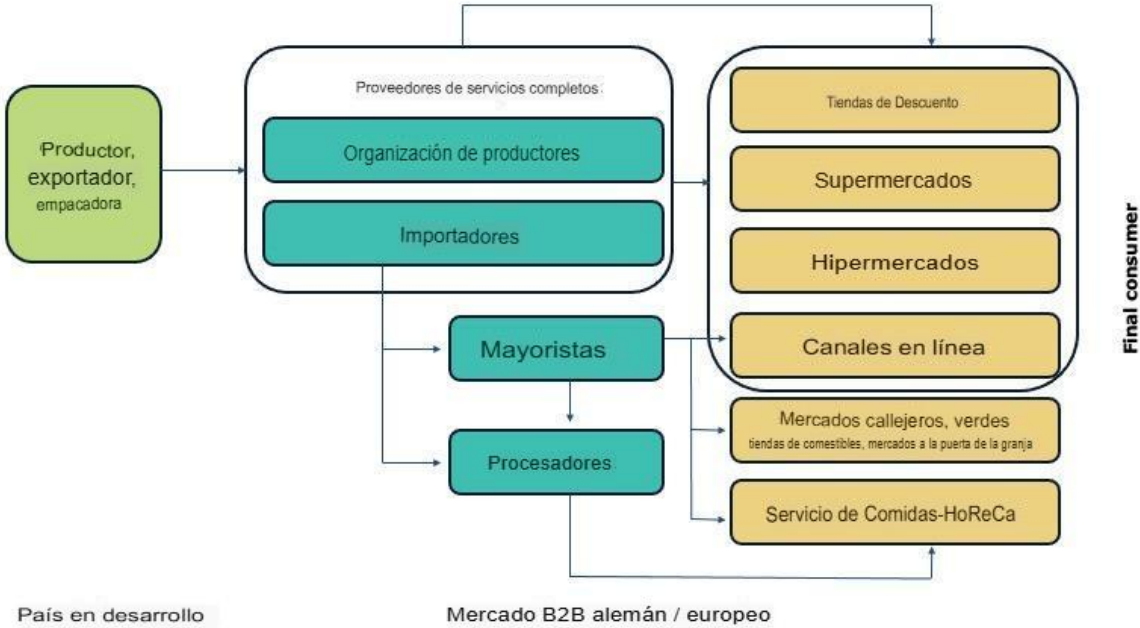 Productor,
exportador,
empacadora
Proveedores de servicios completos:
Organización de productores
Importadores
Mayoristas
Procesadores
Tiendas de Descuento
Supermercados
Hipermercados
Canales en línea
Mercados callejeros, verdes
tiendas de comestibles, mercados a la puerta de la granja
Servicio de Comidas-HoReCa
Final consumer
País en desarrollo
Mercado B2B alemán / europeo